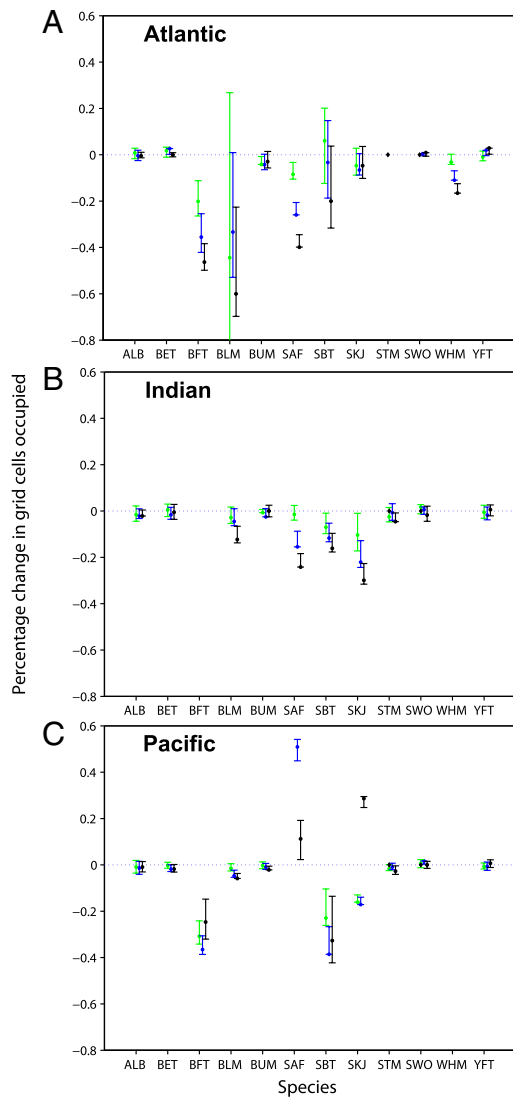 A
Atlantic
0.6
0.4
0.2
0
−0.2
−0.4
−0.6
−0.8
ALB BET BFT BLM BUM SAF SBT SKJ STM SWO WHM YFT
B
Indian
0.6
0.4
0.2
0
−0.2
−0.4
−0.6
−0.8
ALB BET BFT BLM BUM SAF SBT SKJ STM SWO WHM YFT
Percentage change in grid cells occupied
C
Pacific
0.6
0.4
0.2
0
−0.2
−0.4
−0.6
−0.8
ALB BET BFT BLM BUM SAF SBT SKJ STM SWO WHM YFT
Species